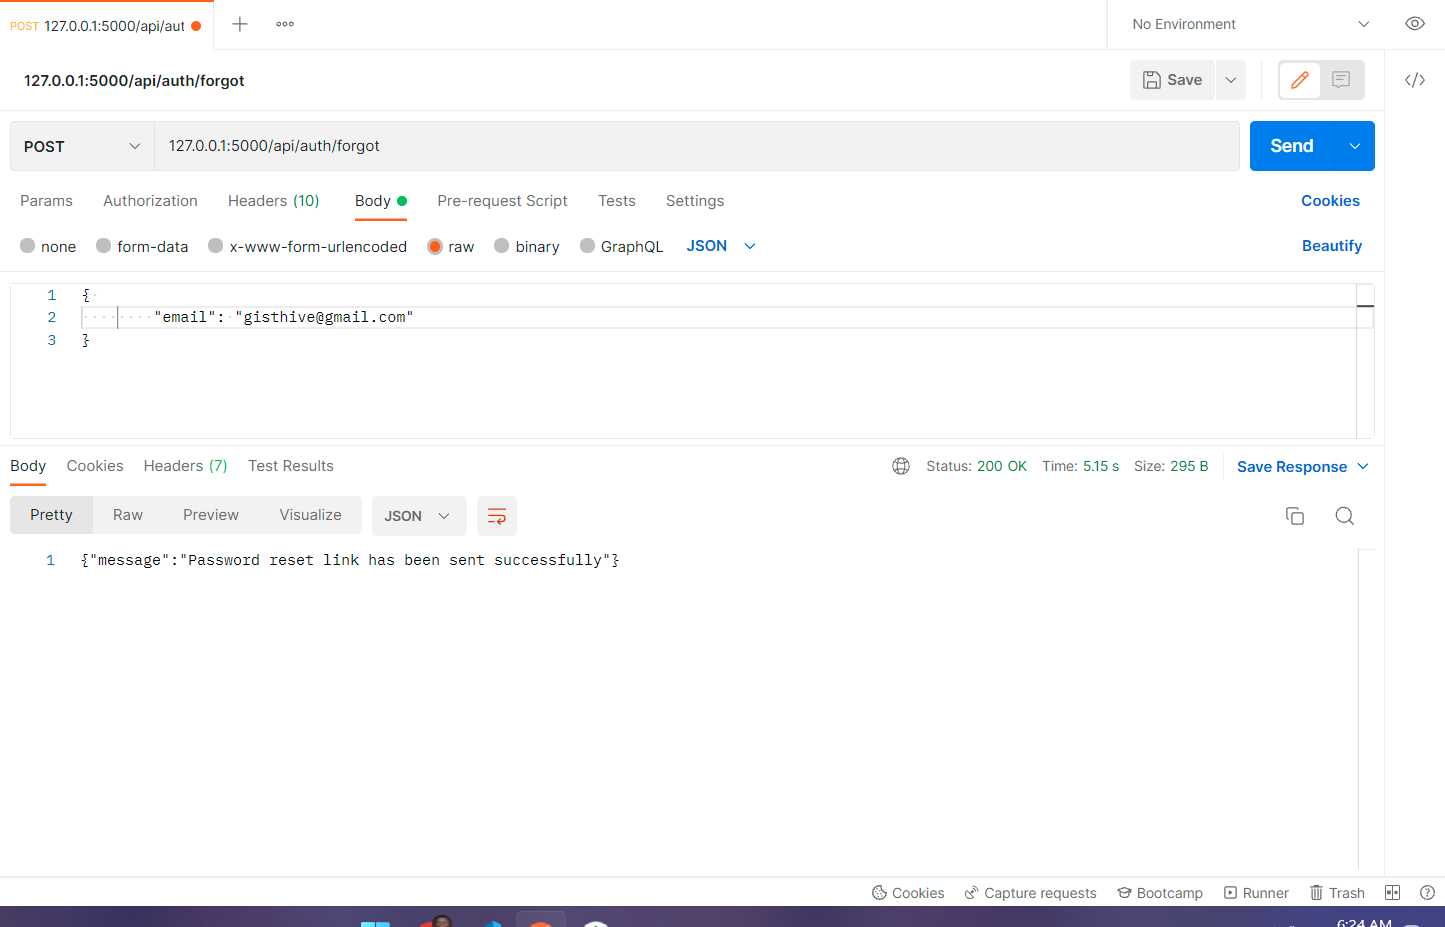 POST 127.0.0.1:5000/api/aut
No Environment
127.0.0.1:5000/api/auth/forgot
Save
POST 127.0.0.1:5000/api/auth/forgot
Send
Params Authorization Headers (10) Body Pre-request Script Tests Settings Cookies
none form-data x-www-form-urlencoded raw binary GraphQL JSON Beautify
1 {
2 "email": "gisthive@gmail.com"
3 }
Body Cookies Headers (7) Test Results Status: 200 OK Time: 5.15 s Size: 295 B Save Response
Pretty Raw Preview Visualize JSON
1 {"message":"Password reset link has been sent successfully"}
Cookies Capture requests Bootcamp Runner Trash
6:24 AM